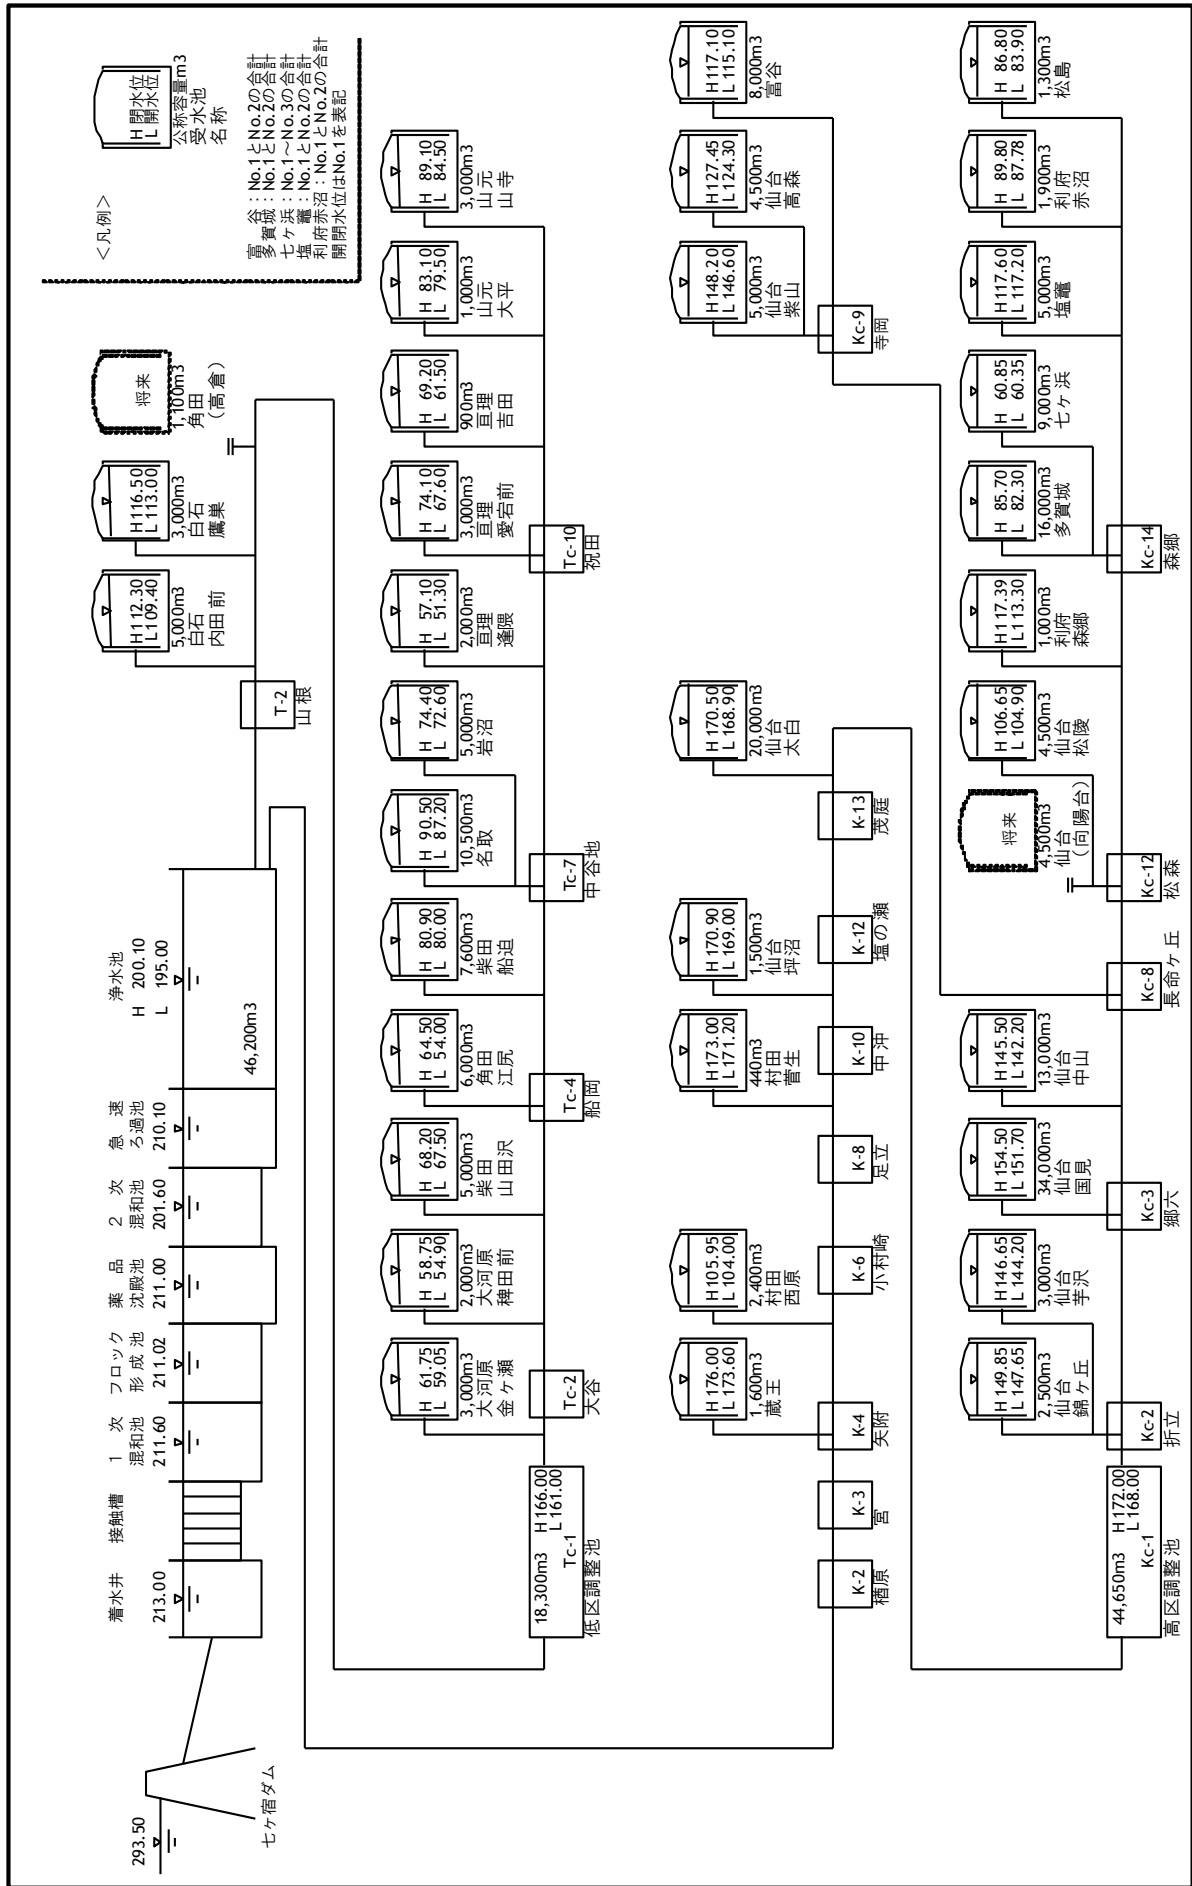 293.50
七ヶ宿ダム
着水井
213.00
接触槽
1 次
混和池
211.60
フロック
形成池
211.02
薬 品
沈殿池
211.00
2 次
混和池
201.60
急 速
ろ過池
210.10
浄水池
H 200.10
L 195.00
46,200m3
T-2
山根
H112.30
L109.40
5,000m3
白石
内田前
H116.50
L113.00
3,000m3
白石
鷹巣
将来
1,100m3
角田
（高倉）
＜凡例＞
H 閉水位
L 開水位
公称容量m3
受水池
名称
富 谷：No.1とNo.2の合計
多賀城：No.1とNo.2の合計
七ヶ浜：No.1～No.3の合計
塩 竈：No.1とNo.2の合計
利府赤沼：No.1とNo.2の合計
開閉水位はNo.1を表記
18,300m3
H166.00
L161.00
Tc-1
低区調整池
H 61.75
L 59.05
3,000m3
大河原
金ヶ瀬
Tc-2
大谷
H 58.75
L 54.90
2,000m3
大河原
稗田前
H 68.20
L 67.50
5,000m3
柴田
山田沢
H 64.50
L 54.00
6,000m3
角田
江尻
Tc-4
船岡
H 80.90
L 80.00
7,600m3
柴田
船迫
H 90.50
L 87.20
10,500m3
名取
Tc-7
中谷地
H 74.40
L 72.60
5,000m3
岩沼
H 57.10
L 51.30
2,000m3
亘理
逢隈
H 74.10
L 67.60
3,000m3
亘理
愛宕前
Tc-10
祝田
H 69.20
L 61.50
900m3
亘理
吉田
H 83.10
L 79.50
1,000m3
山元
大平
H 89.10
L 84.50
3,000m3
山元
山寺
K-2
楢原
K-3
宮
H176.00
L173.60
1,600m3
蔵王
K-4
矢附
H105.95
L104.00
2,400m3
村田
西原
K-6
小村崎
K-8
足立
H173.00
L171.20
440m3
村田
菅生
K-10
中沖
H170.90
L169.00
1,500m3
仙台
坪沼
K-12
塩の瀬
K-13
茂庭
H170.50
L168.90
20,000m3
仙台
太白
Kc-9
寺岡
H148.20
L146.60
5,000m3
仙台
紫山
H127.45
L124.30
4,500m3
仙台
高森
H117.10
L115.10
8,000m3
富谷
44,650m3
H172.00
L168.00
Kc-1
高区調整池
H149.85
L147.65
2,500m3
仙台
錦ヶ丘
Kc-2
折立
H146.65
L144.20
3,000m3
仙台
芋沢
H154.50
L151.70
34,000m3
仙台
国見
Kc-3
郷六
H145.50
L142.20
13,000m3
仙台
中山
Kc-8
長命ヶ丘
将来
4,500m3
仙台
（向陽台）
Kc-12
松森
H106.65
L104.90
4,500m3
仙台
松陵
H117.39
L113.30
1,000m3
利府
森郷
H 85.70
L 82.30
16,000m3
多賀城
Kc-14
森郷
H 60.85
L 60.35
9,000m3
七ヶ浜
H117.60
L117.20
5,000m3
塩竈
H 89.80
L 87.78
1,900m3
利府
赤沼
H 86.80
L 83.90
1,300m3
松島